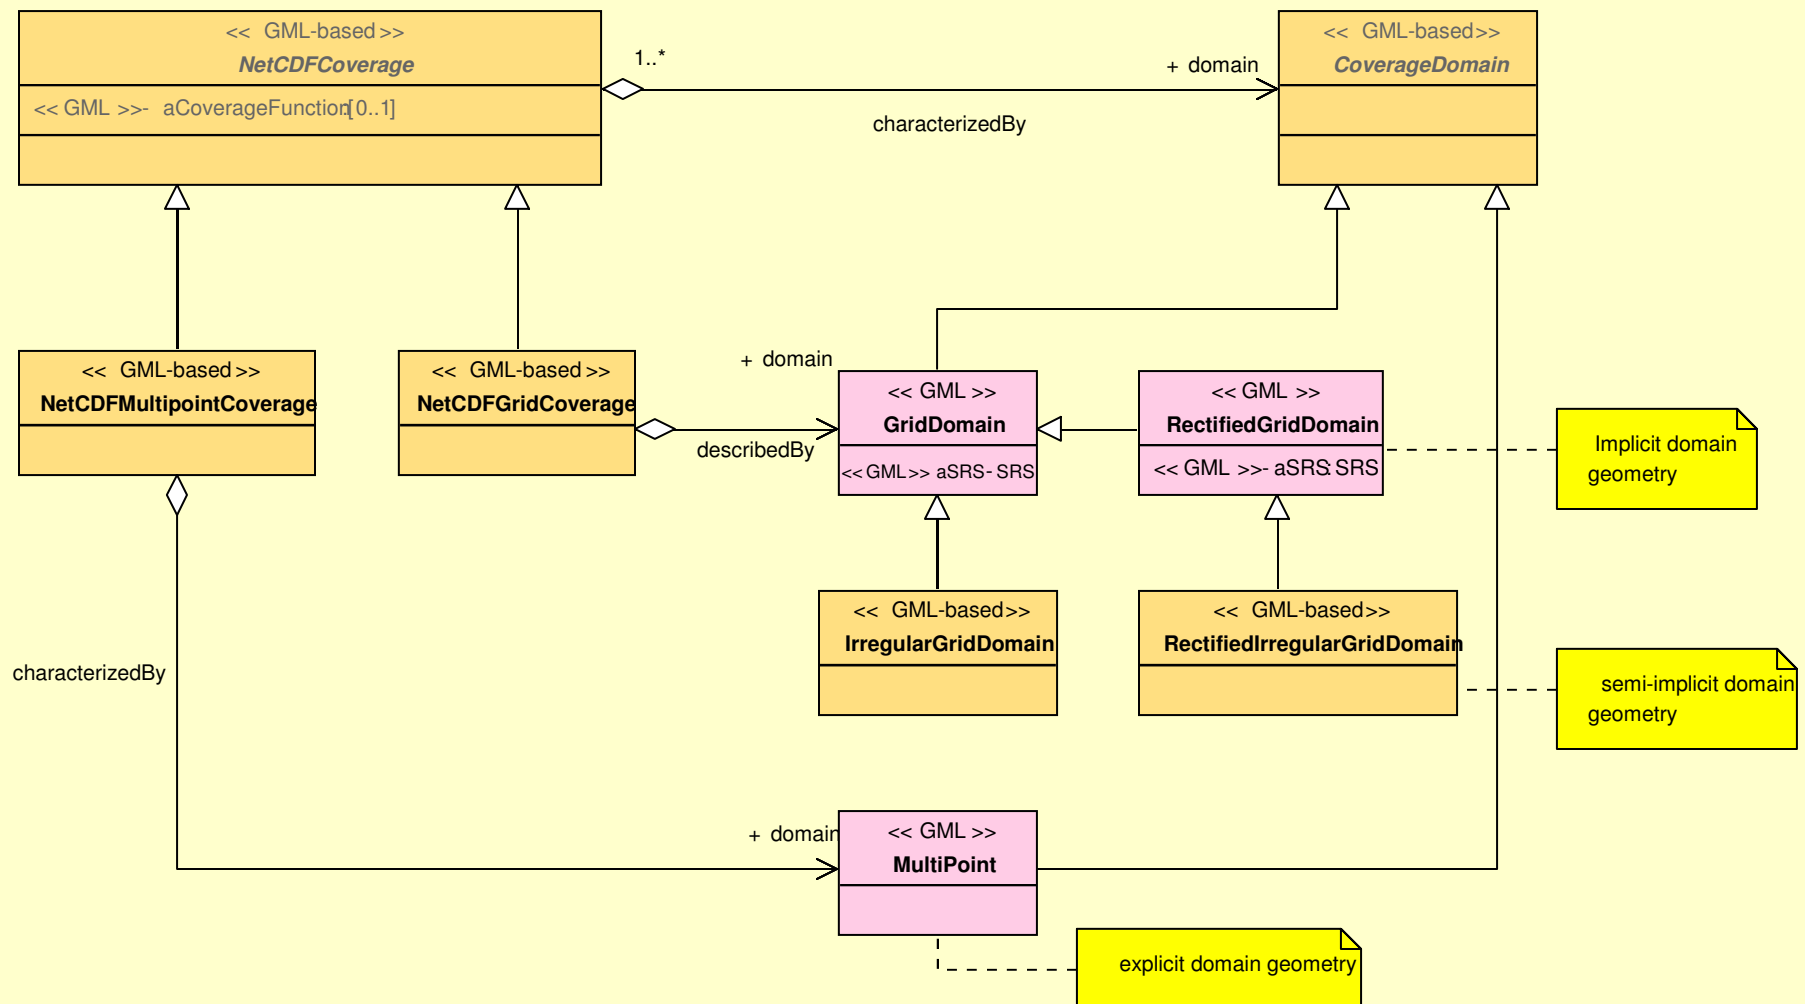 << GML-based >>
NetCDFCoverage
<< GML >>- aCoverageFunction[0..1]
1..*
+ domain
characterizedBy
<< GML-based>>
CoverageDomain
<< GML-based >>
NetCDFMultipointCoverage
<< GML-based >>
NetCDFGridCoverage
+ domain
describedBy
<< GML >>
GridDomain
<< GML>> aSRS- SRS
<< GML >>
RectifiedGridDomain
<< GML >>- aSRS: SRS
Implicit domain
geometry
<< GML-based>>
IrregularGridDomain
<< GML-based>>
RectifiedIrregularGridDomain
semi-implicit domain
geometry
characterizedBy
+ domain
<< GML >>
MultiPoint
explicit domain geometry